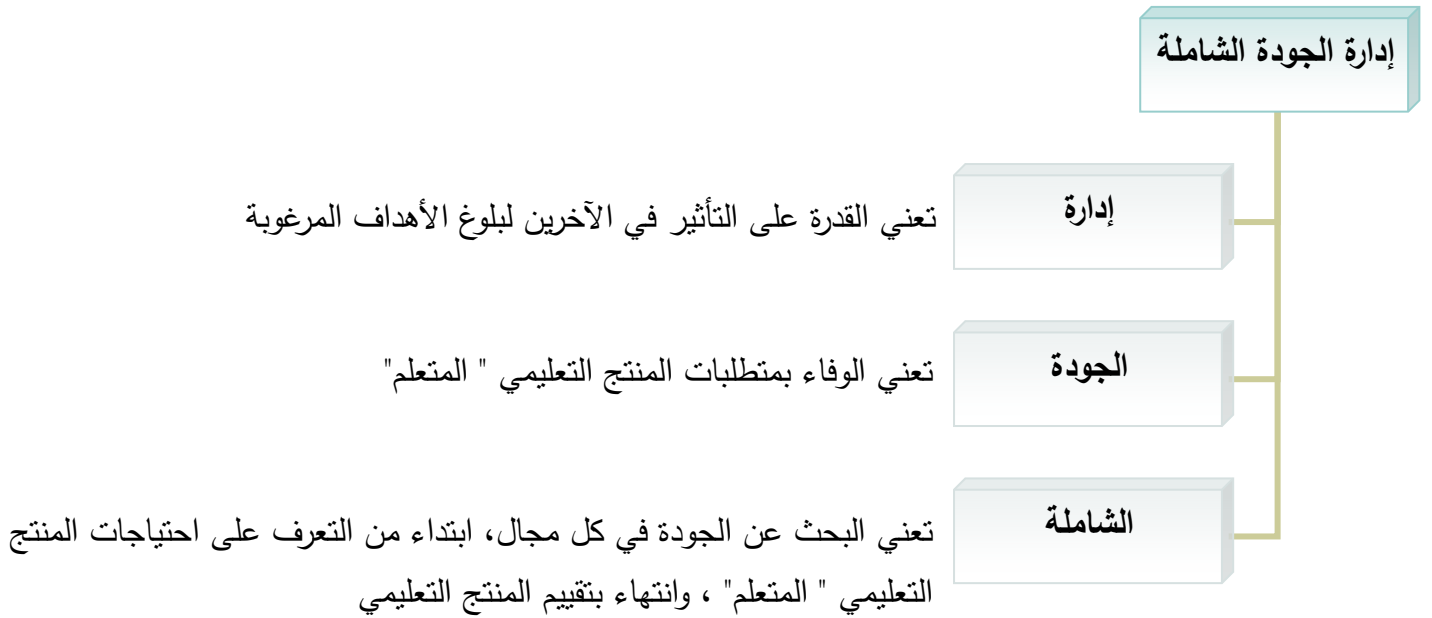 إدارة الجودة الشاملة
إدارة
تعني القدرة على التأثير في الآخرين لبلوغ الأهداف المرغوبة
الجودة
تعني الوفاء بمتطلبات المنتج التعليمي " المتعلم"
الشاملة
تعني البحث عن الجودة في كل مجال، ابتداء من التعرف على احتياجات المنتج
التعليمي " المتعلم" ، وانتهاء بتقييم المنتج التعليمي